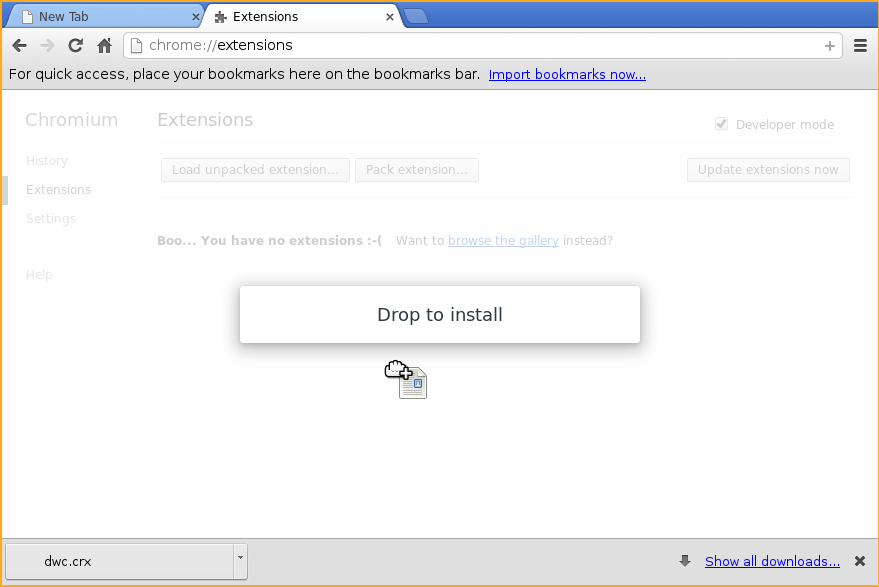 New Tab
Extensions
chrome://extensions
For quick access, place your bookmarks here on the bookmarks bar. Import bookmarks now...
Chromium
Extensions
Developer mode
History
Load unpacked extension...
Pack extension...
Update extensions now
Extensions
Settings
Boo... You have no extensions :-( Want to browse the gallery instead?
Help
Drop to install
dwc.crx
Show all downloads...